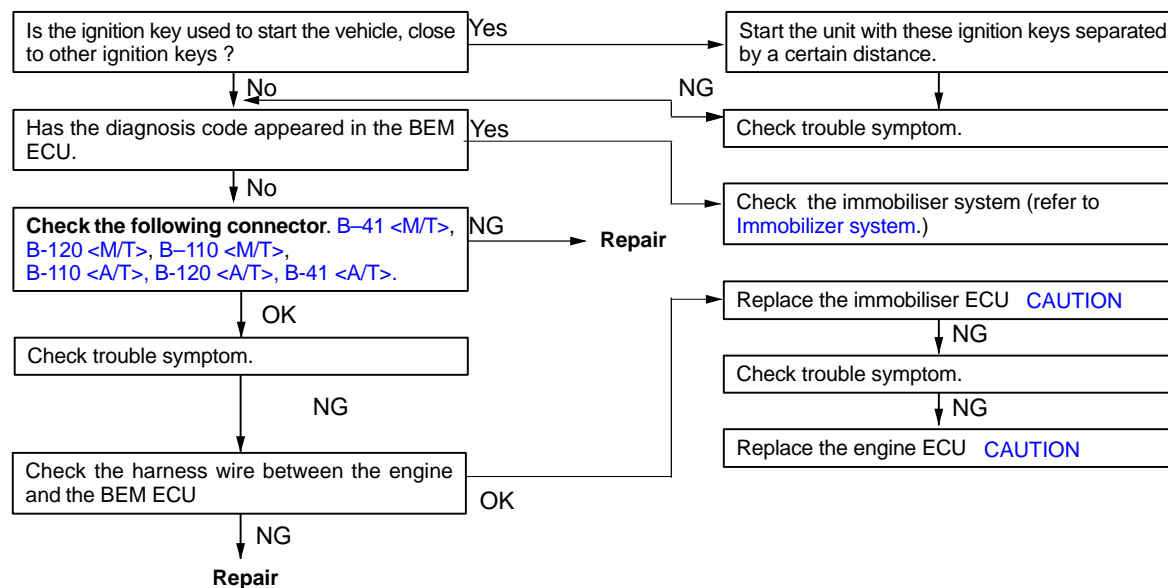 Is the ignition key used to start the vehicle, close
to other ignition keys ?
Yes
Start the unit with these ignition keys separated
by a certain distance.
No
NG
Has the diagnosis code appeared in the BEM
ECU.
Yes
Check trouble symptom.
No
Check the following connector. B–41 <M/T>,
B-120 <M/T>, B–110 <M/T>,
B-110 <A/T>, B-120 <A/T>, B-41 <A/T>.
NG
Repair
Check the immobiliser system (refer to
Immobilizer system.)
OK
Replace the immobiliser ECU CAUTION
NG
Check trouble symptom.
Check trouble symptom.
NG
NG
Replace the engine ECU CAUTION
Check the harness wire between the engine
and the BEM ECU
OK
NG
Repair